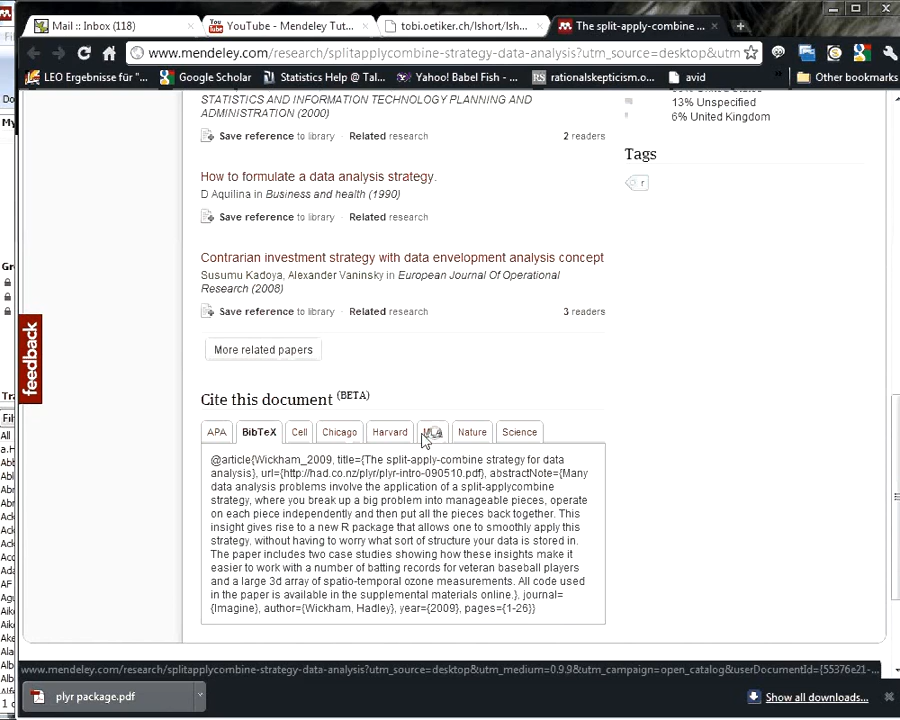 Mail :: Inbox (118)
YouTube - Mendeley Tut...
tobi.oetiker.ch/lshort/lsh...
The split-apply-combine ...
www.mendeley.com/research/splitapplycombine-strategy-data-analysis?utm_source=desktop&utm
LEO Ergebnisse für "...
Google Scholar
Statistics Help @ Tal...
Yahoo! Babel Fish - ...
rationalskepticism.o...
avid
Other bookmarks
STATISTICS AND INFORMATION TECHNOLOGY PLANNING AND
ADMINISTRATION (2000)
Save reference to library · Related research
2 readers
How to formulate a data analysis strategy.
D Aquilina in Business and health (1990)
Save reference to library · Related research
Contrarian investment strategy with data envelopment analysis concept
Susumu Kadoya, Alexander Vaninsky in European Journal Of Operational
Research (2008)
Save reference to library · Related research
3 readers
More related papers
13% Unspecified
6% United Kingdom
Tags
r
feedback
Cite this document (BETA)
APA
BibTeX
Cell
Chicago
Harvard
Nature
Science
@article{Wickham_2009, title={The split-apply-combine strategy for data
analysis}, url={http://had.co.nz/plyr/plyr-intro-090510.pdf}, abstractNote={Many
data analysis problems involve the application of a split-applycombine
strategy, where you break up a big problem into manageable pieces, operate
on each piece independently and then put all the pieces back together. This
insight gives rise to a new R package that allows one to smoothly apply this
strategy, without having to worry what sort of structure your data is stored in.
The paper includes two case studies showing how these insights make it
easier to work with a number of batting records for veteran baseball players
and a large 3d array of spatio-temporal ozone measurements. All code used
in the paper is available in the supplemental materials online.}, journal=
{Imagine}, author={Wickham, Hadley}, year={2009}, pages={1-26}}
www.mendeley.com/research/splitapplycombine-strategy-data-analysis?utm_source=desktop&utm_medium=0.9.9&utm_campaign=open_catalog&userDocumentId={55376e21-
plyr package.pdf
Show all downloads...